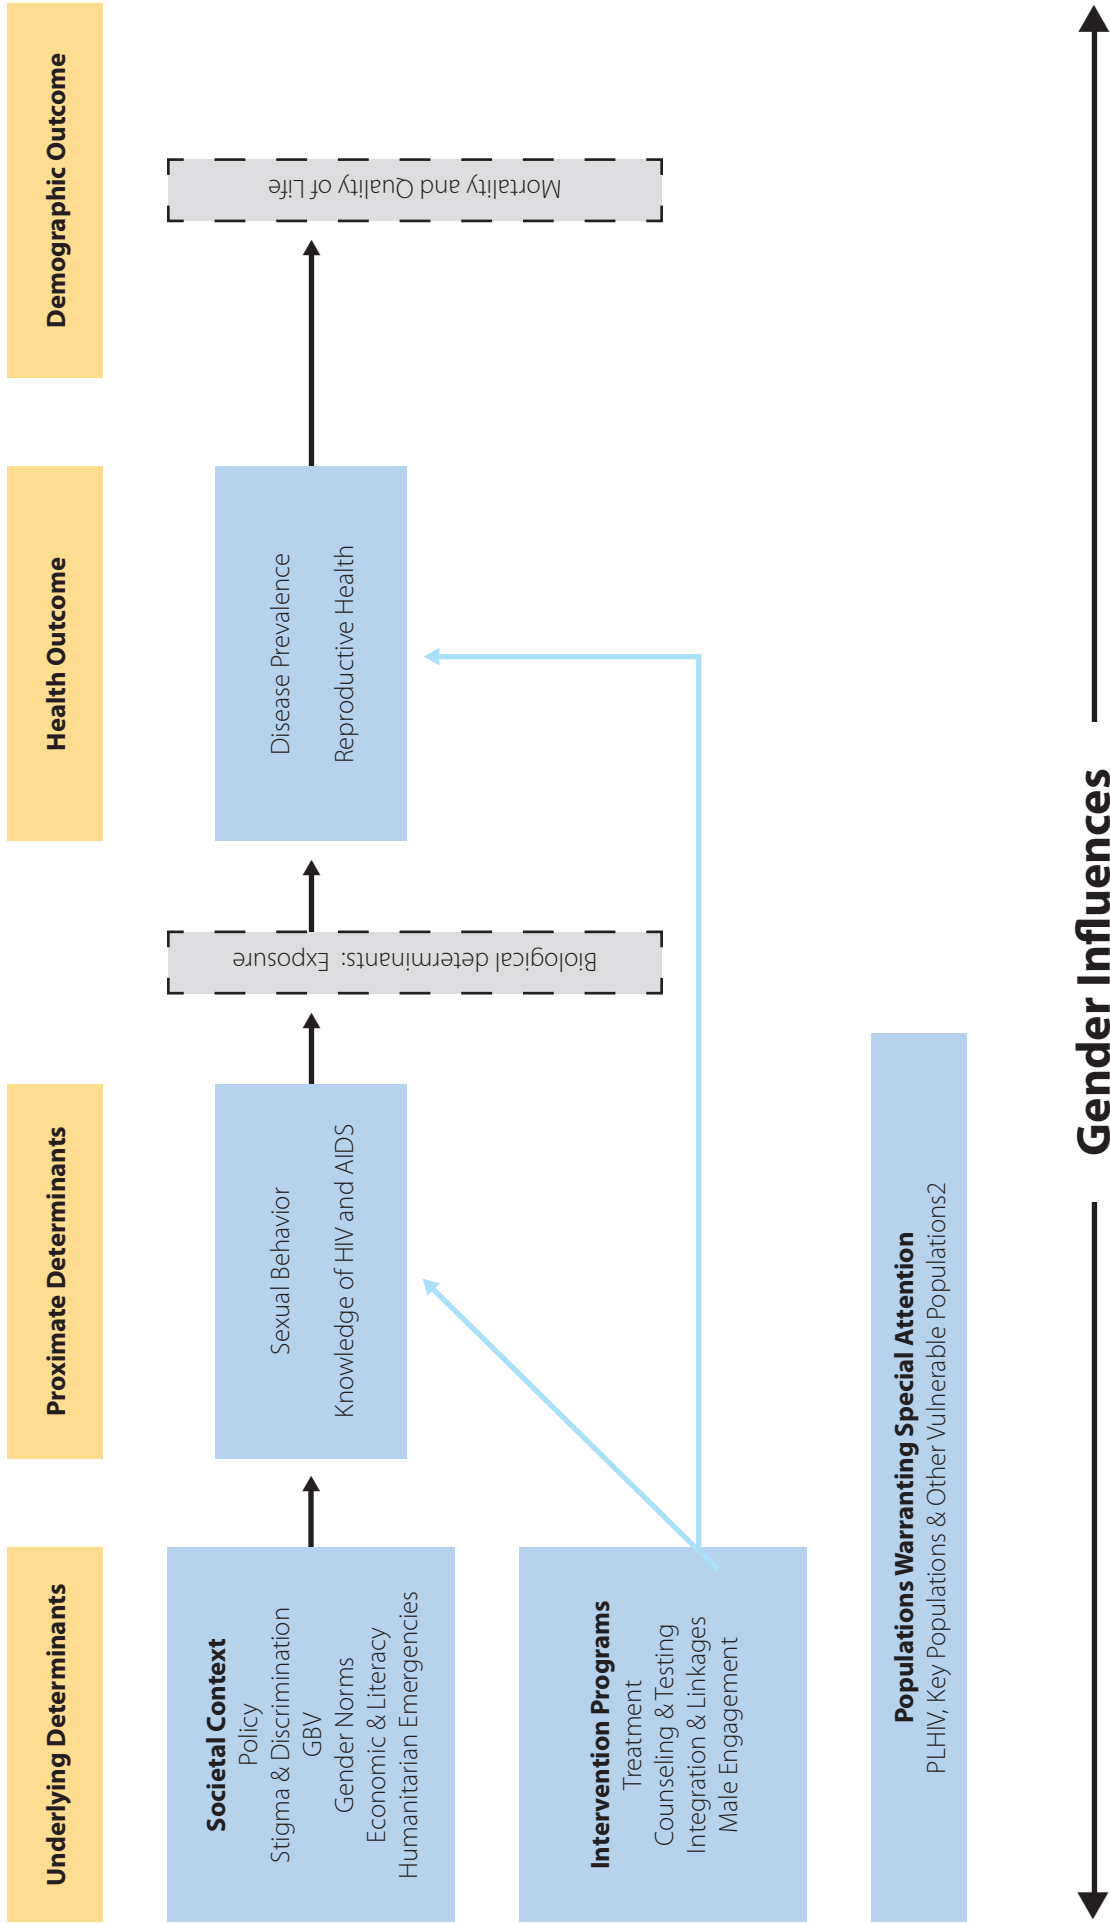 Underlying Determinants
Proximate Determinants
Health Outcome
Demographic Outcome
Societal Context
Policy
Stigma & Discrimination
GBV
Gender Norms
Economic & Literacy
Humanitarian Emergencies
Sexual Behavior
Knowledge of HIV and AIDS
Biological determinants: Exposure
Disease Prevalence
Reproductive Health
Mortality and Quality of Life
Intervention Programs
Treatment
Counseling & Testing
Integration & Linkages
Male Engagement
Populations Warranting Special Attention
PLHIV, Key Populations & Other Vulnerable Populations2
Gender Influences